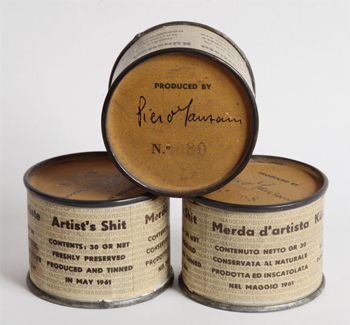 PRODUCED BY
Piero Manzoni
N.º 080
Artist's Shit
CONTENTS: 30 GR NET
FRESHLY PRESERVED
PRODUCED AND TINNED
IN MAY 1961
Merda d'artista
CONTENUTO NETTO GR 30
CONSERVATA AL NATURALE
PRODOTTA ED INSCATOLATA
NEL MAGGIO 1961